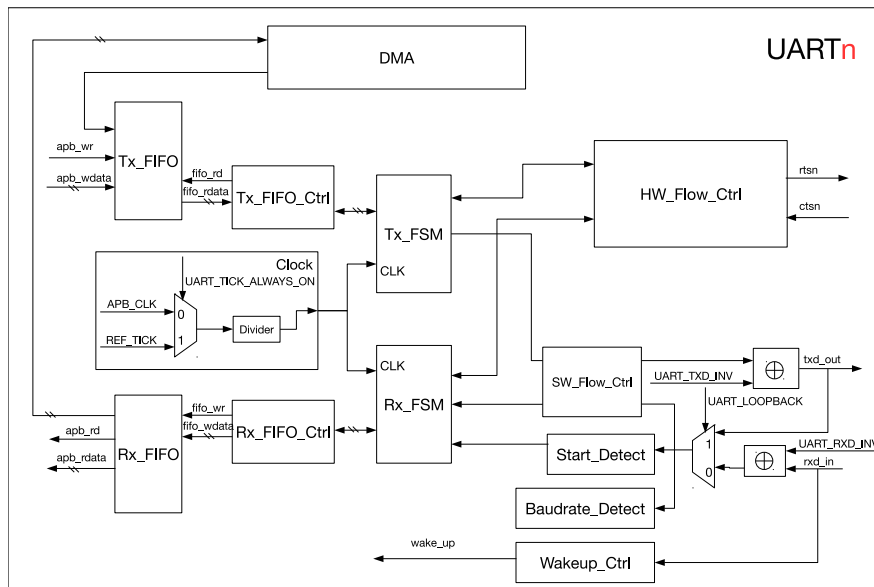 UARTn
DMA
apb_wr
Tx_FIFO
apb_wdata
fifo_rd
fifo_rdata
Tx_FIFO_Ctrl
Tx_FSM
CLK
HW_Flow_Ctrl
rtsn
ctsn
Clock
UART_TICK_ALWAYS_ON
APB_CLK
0
REF_TICK
1
Divider
CLK
Rx_FSM
SW_Flow_Ctrl
UART_TXD_INV
txd_out
UART_LOOPBACK
fifo_wr
fifo_wdata
Rx_FIFO_Ctrl
apb_rd
Rx_FIFO
apb_rdata
Start_Detect
1
0
UART_RXD_INV
rxd_in
Baudrate_Detect
wake_up
Wakeup_Ctrl